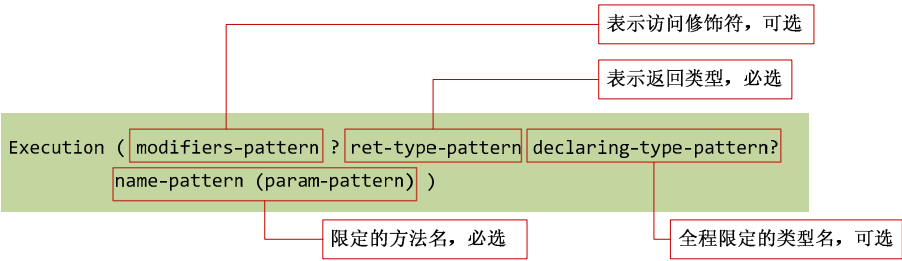 表示访问修饰符，可选
表示返回类型，必选
Execution ( modifiers-pattern ? ret-type-pattern declaring-type-pattern?
name-pattern (param-pattern) )
限定的方法名，必选
全程限定的类型名，可选